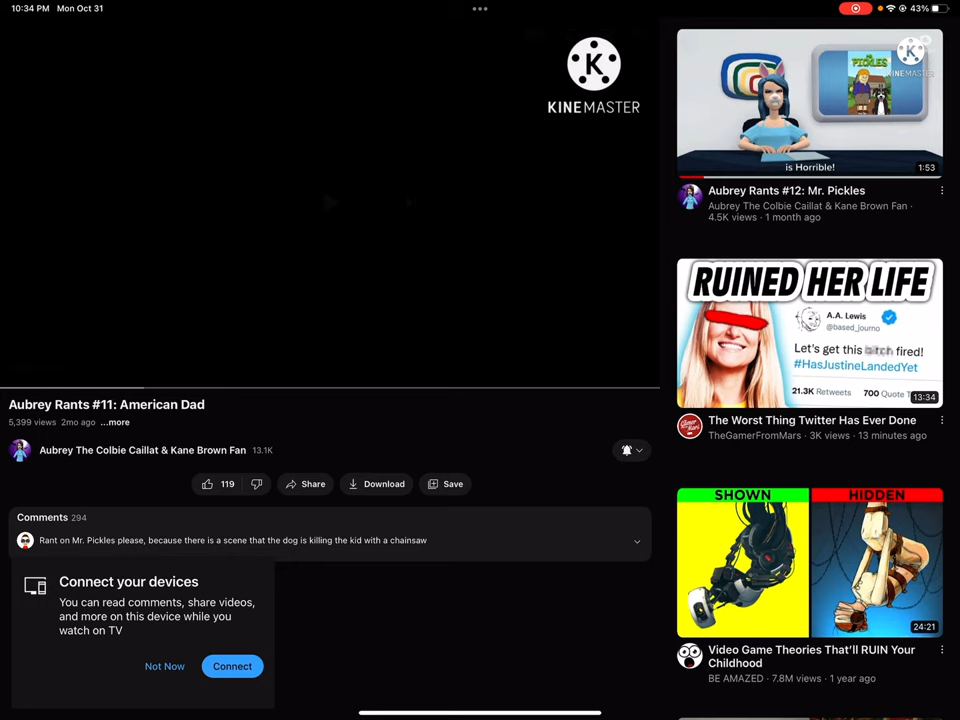 10:34 PM Mon Oct 31
43%
K
KINEMASTER
Aubrey Rants #11: American Dad
5,399 views 2mo ago ...more
Aubrey The Colbie Caillat & Kane Brown Fan 13.1K
119
Share
Download
Save
Comments 294
Rant on Mr. Pickles please, because there is a scene that the dog is killing the kid with a chainsaw
Connect your devices
You can read comments, share videos,
and more on this device while you
watch on TV
Not Now
Connect
K
KINEMASTER
PICKLES
is Horrible!
1:53
Aubrey Rants #12: Mr. Pickles
Aubrey The Colbie Caillat & Kane Brown Fan ·
4.5K views · 1 month ago
RUINED HER LIFE
A.A. Lewis
@based_journo
Let's get this bitch fired!
#HasJustineLandedYet
21.3K Retweets 700 Quote T
13:34
The Worst Thing Twitter Has Ever Done
TheGamerFromMars · 3K views · 13 minutes ago
SHOWN
HIDDEN
24:21
Video Game Theories That'll RUIN Your
Childhood
BE AMAZED · 7.8M views · 1 year ago